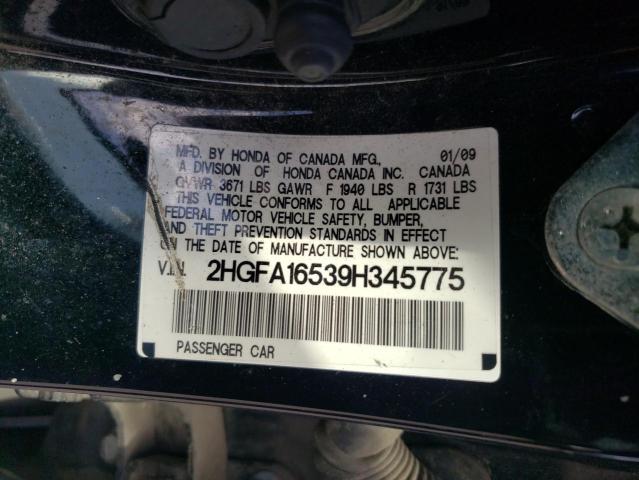 01/09
MFD. BY HONDA OF CANADA MFG., 01/09
A DIVISION OF HONDA CANADA INC. CANADA
GVWR 3671 LBS GAWR F 1940 LBS R 1731 LBS
THIS VEHICLE CONFORMS TO ALL APPLICABLE
FEDERAL MOTOR VEHICLE SAFETY, BUMPER,
AND THEFT PREVENTION STANDARDS IN EFFECT
ON THE DATE OF MANUFACTURE SHOWN ABOVE:
V.I.N. 2HGFA16539H345775
PASSENGER CAR